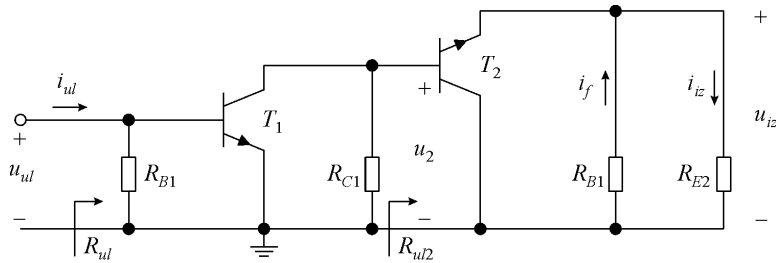 +
i_ul
T_1
T_2
+
i_f
i_iz
u_iz
+
u_ul
R_B1
R_C1
u_2
R_B1
R_E2
+
−
−
−
R_ul
R_ul2